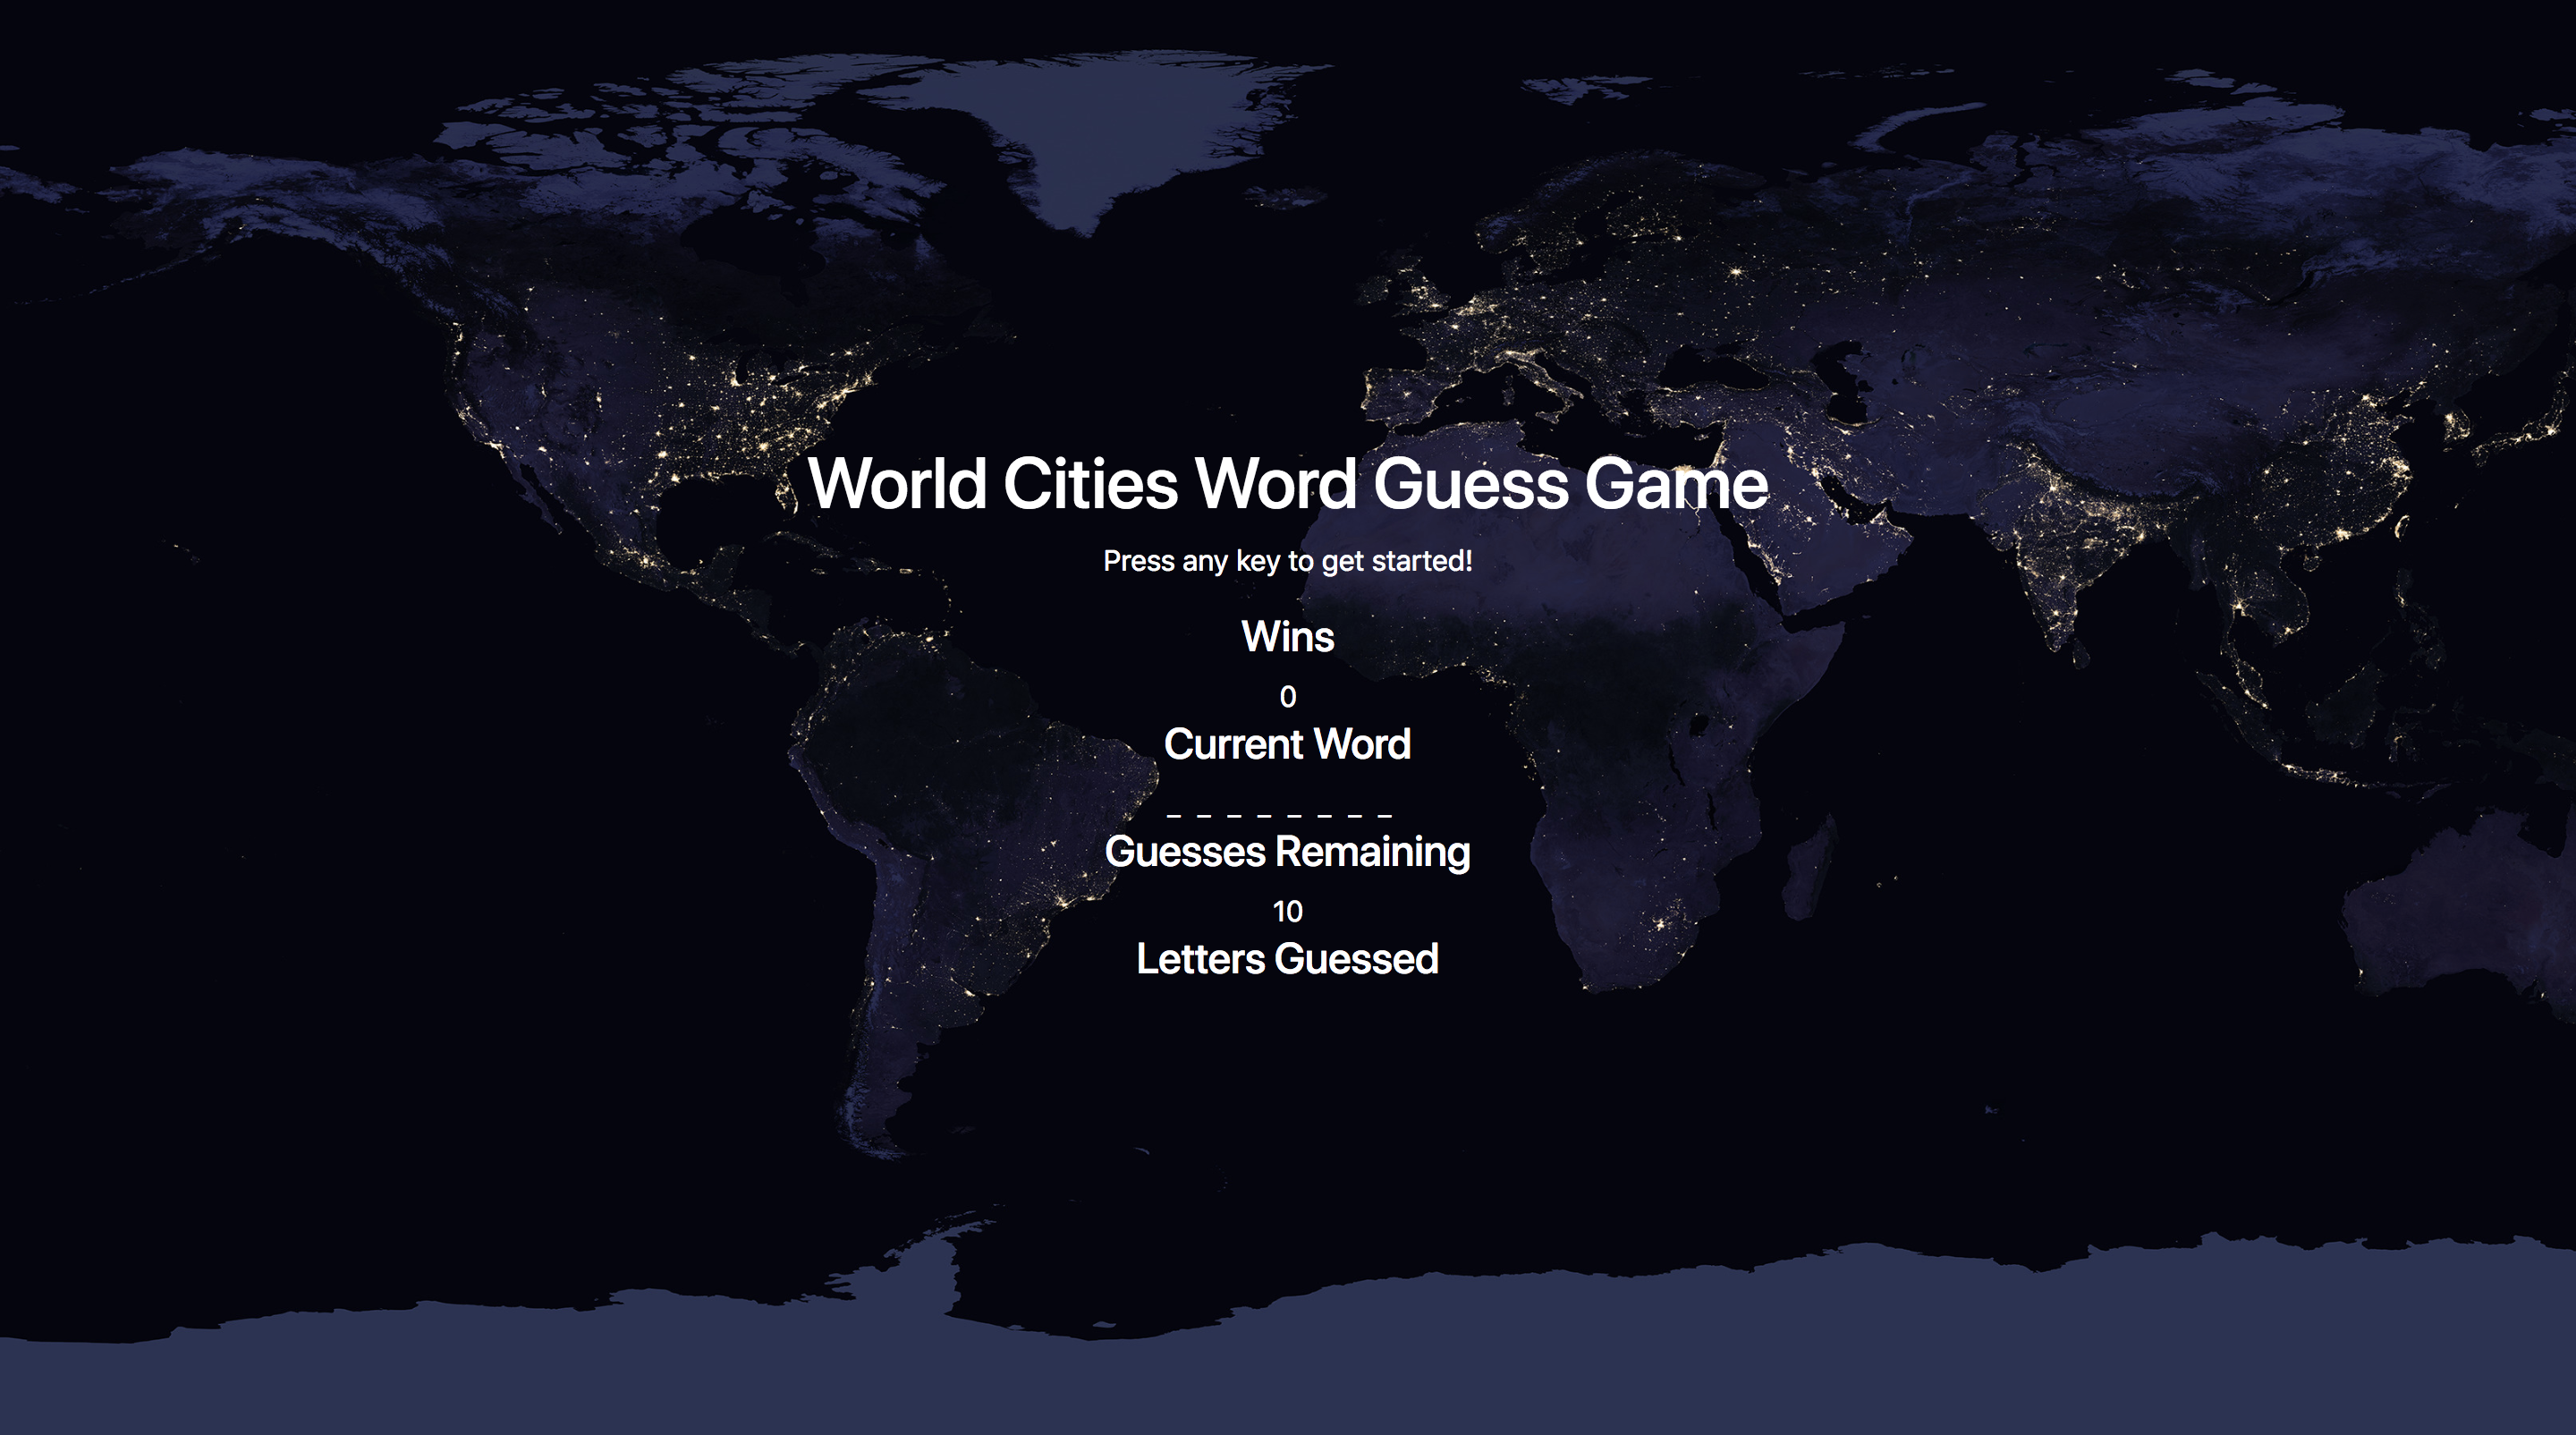 World Cities Word Guess Game
Press any key to get started!
Wins
0
Current Word
_ _ _ _ _ _ _ _
Guesses Remaining
10
Letters Guessed